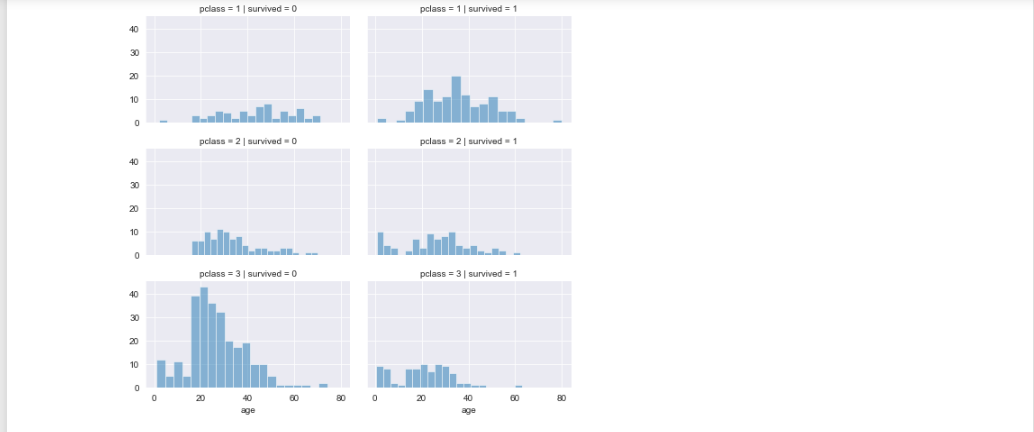 pclass = 1 | survived = 0
pclass = 1 | survived = 1
40
30
20
10
0
pclass = 2 | survived = 0
pclass = 2 | survived = 1
40
30
20
10
0
pclass = 3 | survived = 0
pclass = 3 | survived = 1
40
30
20
10
0
0 20 40 60 80
0 20 40 60 80
age
age